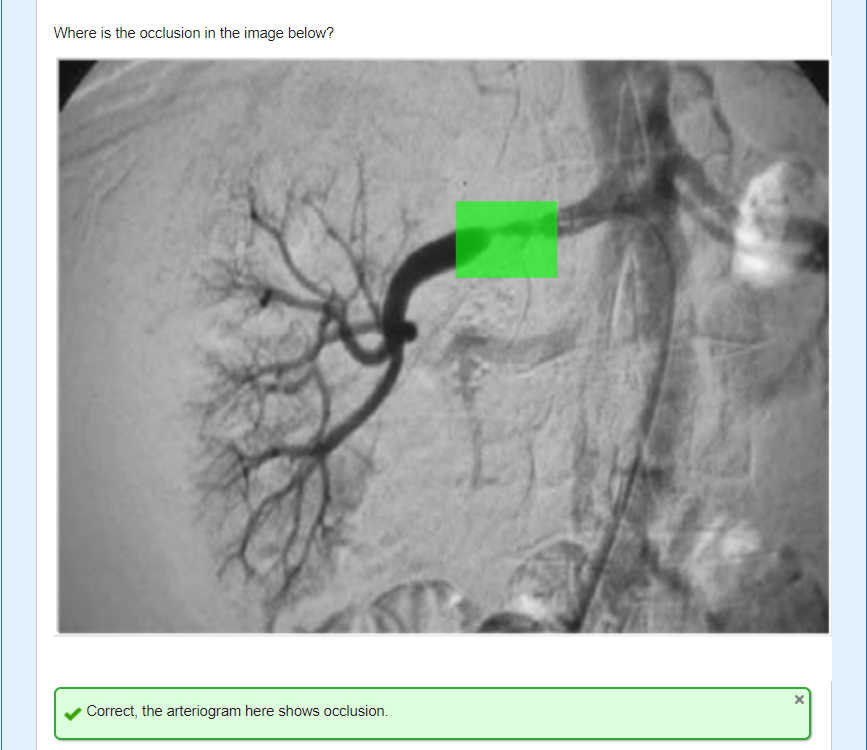 Where is the occlusion in the image below?
Correct, the arteriogram here shows occlusion.